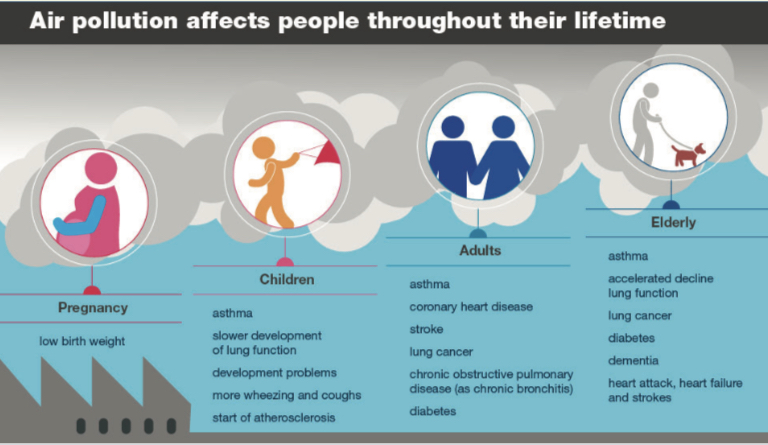 Air pollution affects people throughout their lifetime
Pregnancy
low birth weight
Children
asthma
slower development
of lung function
development problems
more wheezing and coughs
start of atherosclerosis
Adults
asthma
coronary heart disease
stroke
lung cancer
chronic obstructive pulmonary
disease (as chronic bronchitis)
diabetes
Elderly
asthma
accelerated decline
lung function
lung cancer
diabetes
dementia
heart attack, heart failure
and strokes